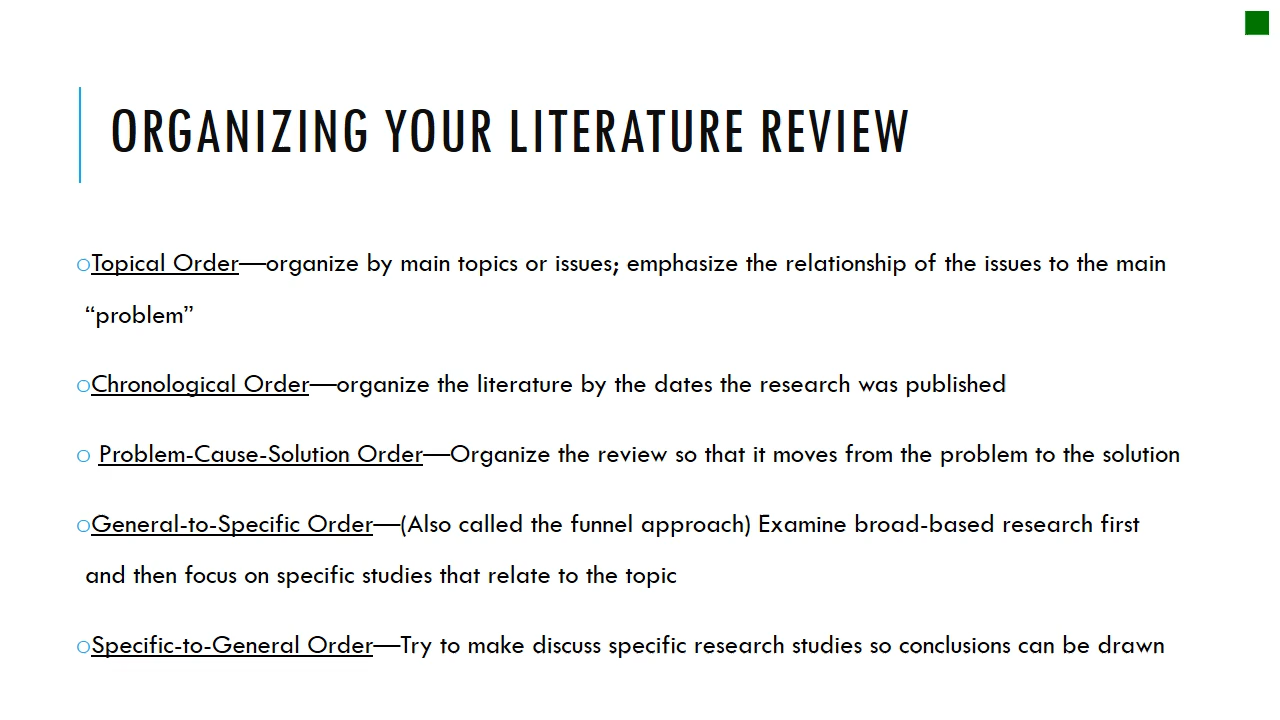 ORGANIZING YOUR LITERATURE REVIEW
Topical Order—organize by main topics or issues; emphasize the relationship of the issues to the main
“problem”
Chronological Order—organize the literature by the dates the research was published
Problem-Cause-Solution Order—Organize the review so that it moves from the problem to the solution
General-to-Specific Order—(Also called the funnel approach) Examine broad-based research first
and then focus on specific studies that relate to the topic
Specific-to-General Order—Try to make discuss specific research studies so conclusions can be drawn